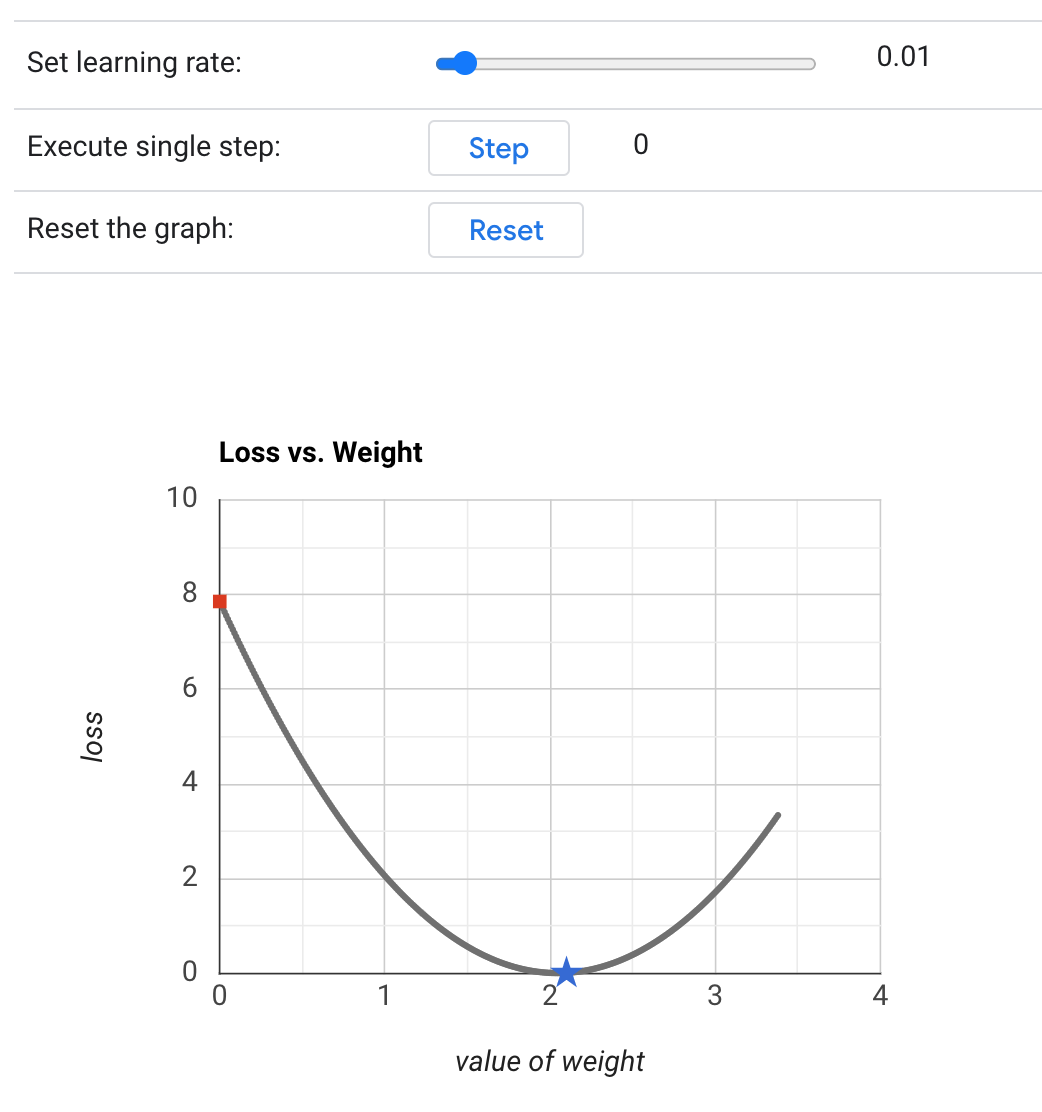 Set learning rate: 0.01
Execute single step: Step 0
Reset the graph: Reset
Loss vs. Weight
10
8
6
4
2
0
loss
0 1 2 3 4
value of weight